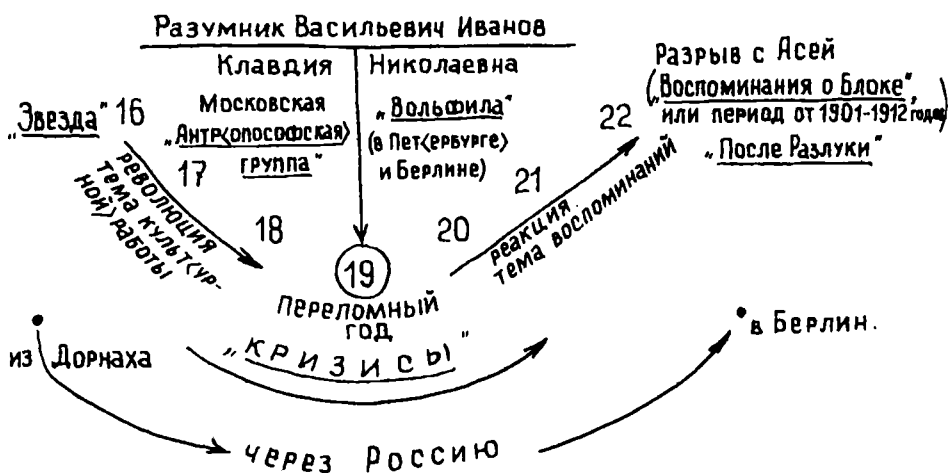 Разумник Васильевич Иванов
Клавдия Николаевна
Московская
„Антр<опософская>
группа"
„Вольфила"
(в Пет<ербурге>
и Берлине)
Разрыв с Асей
(„Воспоминания о Блоке",
или период от 1901-1912 годов)
„После Разлуки"
„Звезда" 16
17
18
19
20
21
22
революция
тема культ<ур-
ной> работы
реакция
тема воспоминаний
переломный
год
„КРИЗИСЫ"
из Дорнаха
через Россию
в Берлин.